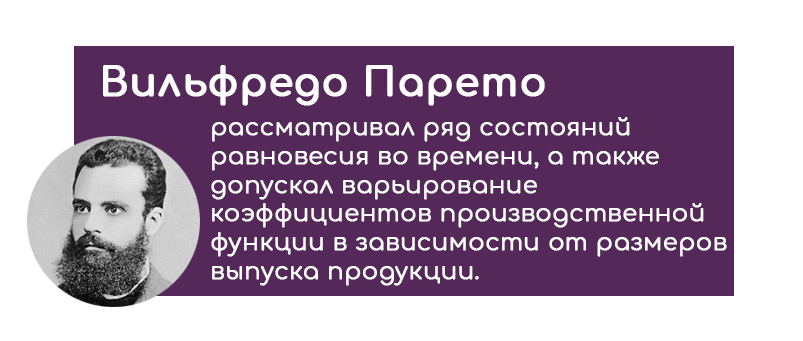 Вильфредо Парето
рассматривал ряд состояний
равновесия во времени, а также
допускал варьирование
коэффициентов производственной
функции в зависимости от размеров
выпуска продукции.